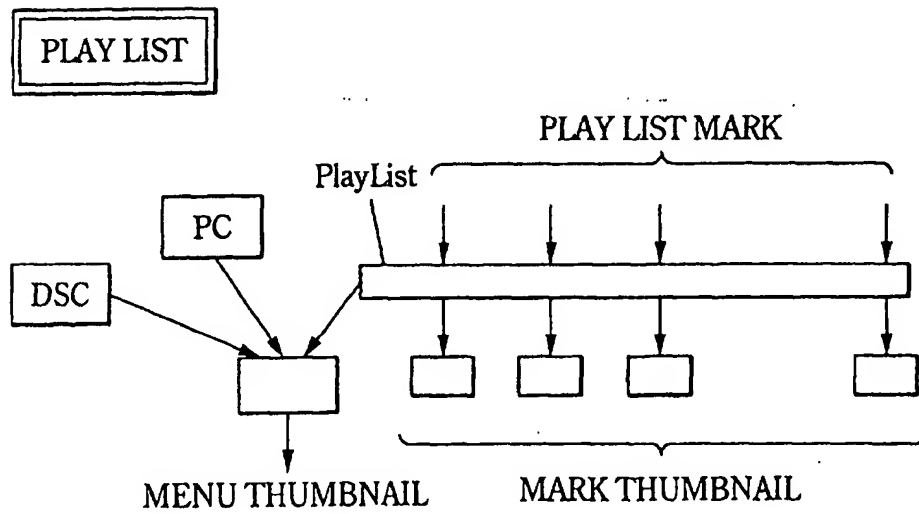 PLAY LIST
PLAY LIST MARK
PlayList
PC
DSC
MENU THUMBNAIL
MARK THUMBNAIL